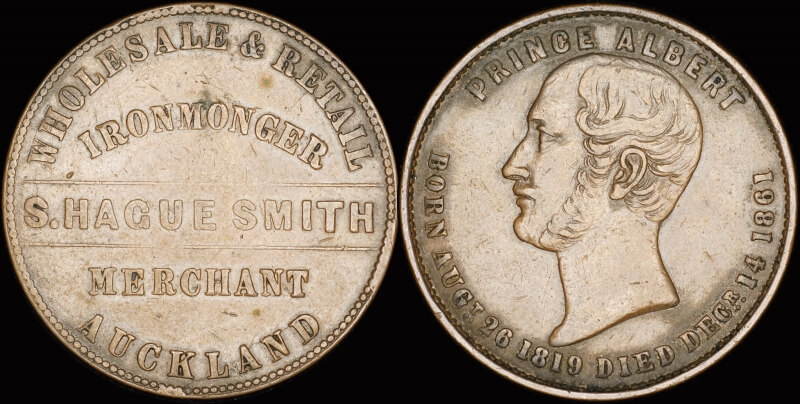 WHOLESALE & RETAIL
IRONMONGER
S. HAGUE SMITH
MERCHANT
AUCKLAND
PRINCE ALBERT
BORN AUGT. 26 1819 DIED DECR. 14 1861